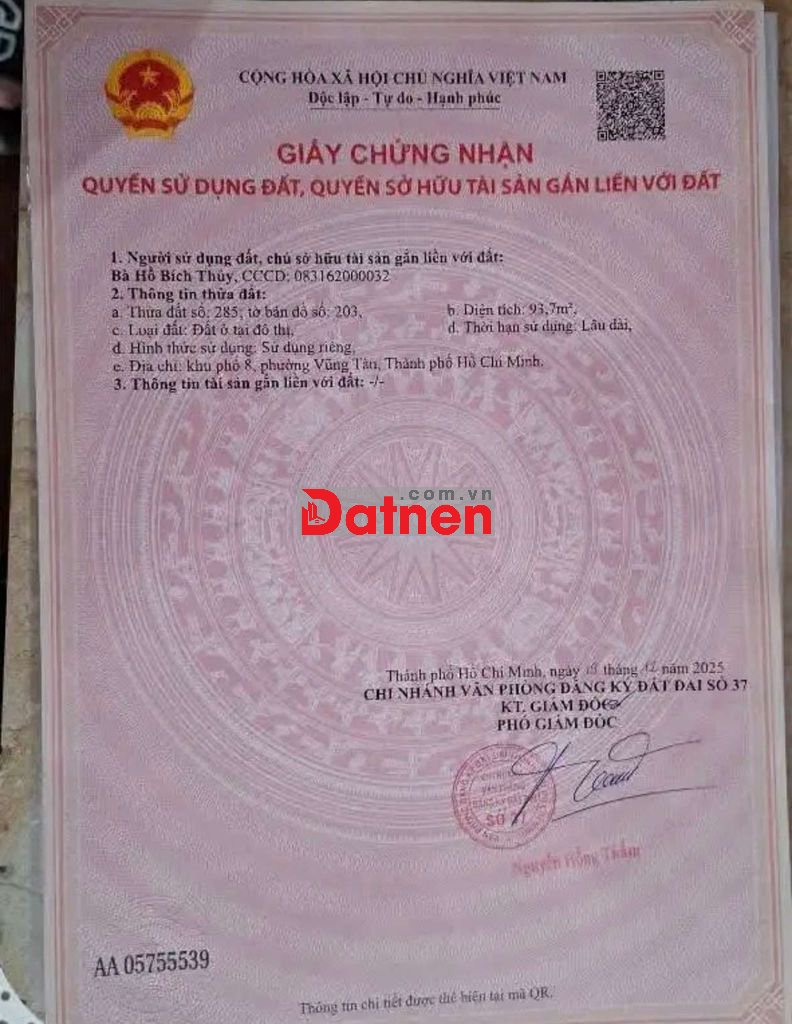 CỘNG HÒA XÃ HỘI CHỦ NGHĨA VIỆT NAM
Độc lập - Tự do - Hạnh phúc
GIẤY CHỨNG NHẬN
QUYỀN SỬ DỤNG ĐẤT, QUYỀN SỞ HỮU TÀI SẢN GẮN LIỀN VỚI ĐẤT
1. Người sử dụng đất, chủ sở hữu tài sản gắn liền với đất:
Bà Hồ Bích Thủy, CCCD: 083162000032
2. Thông tin thửa đất:
a. Thửa đất số: 285; tờ bản đồ số: 203, b. Diện tích: 93,7m²,
c. Loại đất: Đất ở tại đô thị, d. Thời hạn sử dụng: Lâu dài,
đ. Hình thức sử dụng: Sử dụng riêng,
e. Địa chỉ: khu phố 8, phường Vũng Tàu, Thành phố Hồ Chí Minh.
3. Thông tin tài sản gắn liền với đất: -/-
.com.vn
Datnen
Thành phố Hồ Chí Minh, ngày tháng 12 năm 2025
CHI NHÁNH VĂN PHÒNG ĐĂNG KÝ ĐẤT ĐAI SỐ 37
KT. GIÁM ĐỐC
PHÓ GIÁM ĐỐC
Nguyễn Hồng Thắm
AA 05755539
Thông tin chi tiết được thể hiện tại mã QR.